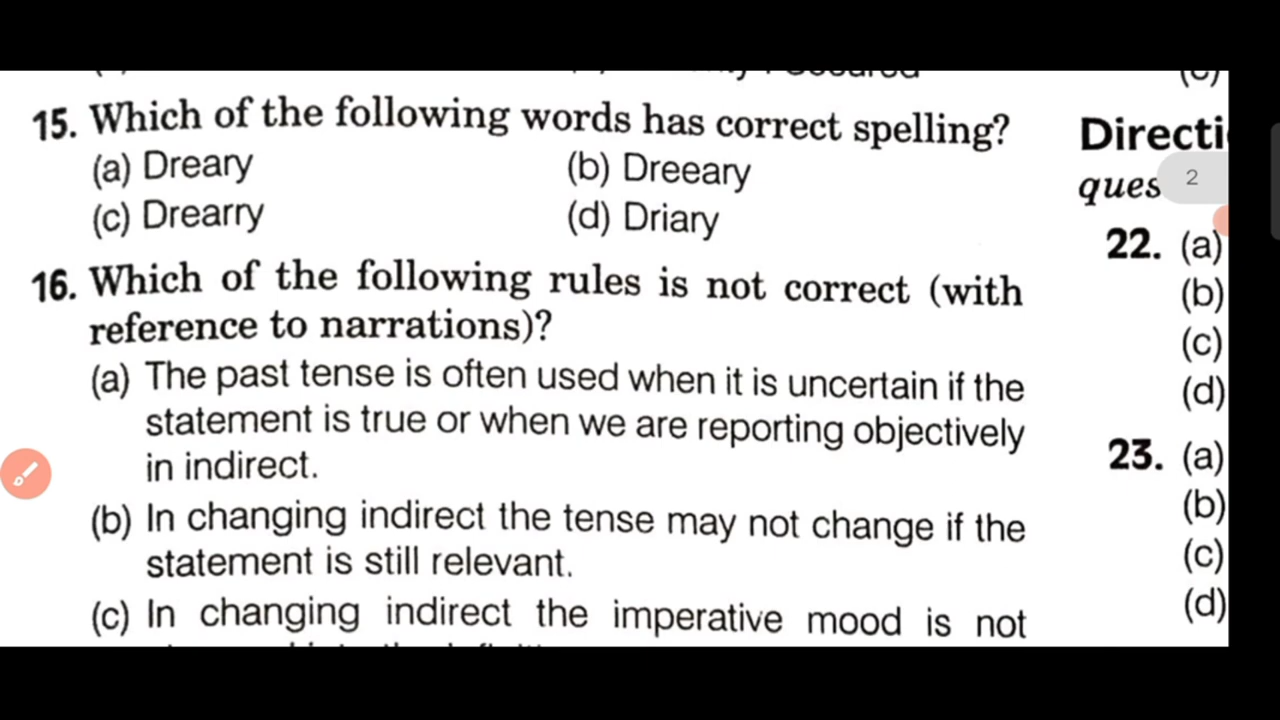 15. Which of the following words has correct spelling?
(a) Dreary (b) Dreeary
(c) Drearry (d) Driary
16. Which of the following rules is not correct (with
reference to narrations)?
(a) The past tense is often used when it is uncertain if the
statement is true or when we are reporting objectively
in indirect.
(b) In changing indirect the tense may not change if the
statement is still relevant.
(c) In changing indirect the imperative mood is not
(c)
Directi
ques
2
22. (a)
(b)
(c)
(d)
23. (a)
(b)
(c)
(d)